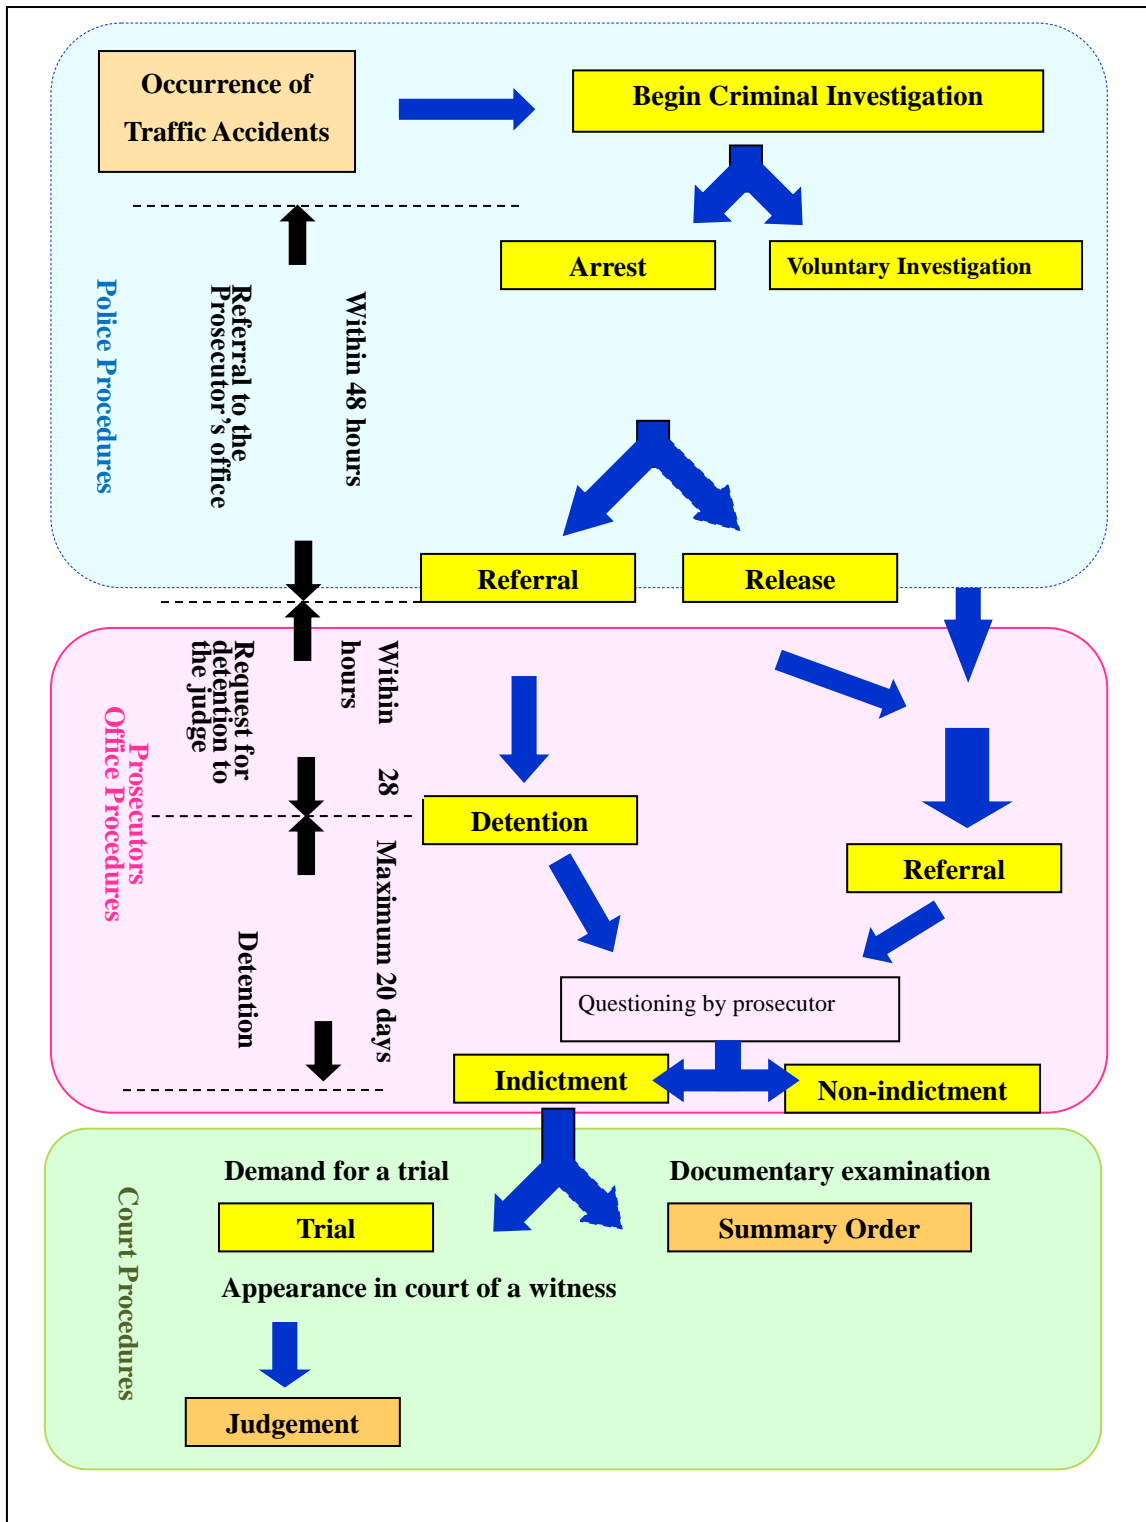 Occurrence of
Traffic Accidents
Begin Criminal Investigation
Arrest
Voluntary Investigation
Police Procedures
Referral to the
Prosecutor's office
Within 48 hours
Referral
Release
Request for
detention to
the judge
Within 28
hours
Prosecutors
Office Procedures
Detention
Referral
Detention
Maximum 20 days
Questioning by prosecutor
Indictment
Non-indictment
Court Procedures
Demand for a trial
Documentary examination
Trial
Summary Order
Appearance in court of a witness
Judgement